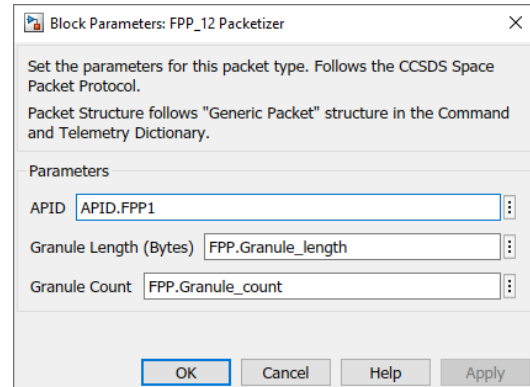 Block Parameters: FPP_12 Packetizer
Set the parameters for this packet type. Follows the CCSDS Space
Packet Protocol.
Packet Structure follows "Generic Packet" structure in the Command
and Telemetry Dictionary.
Parameters
APID APID.FPP1
Granule Length (Bytes) FPP.Granule_length
Granule Count FPP.Granule_count
OK Cancel Help Apply